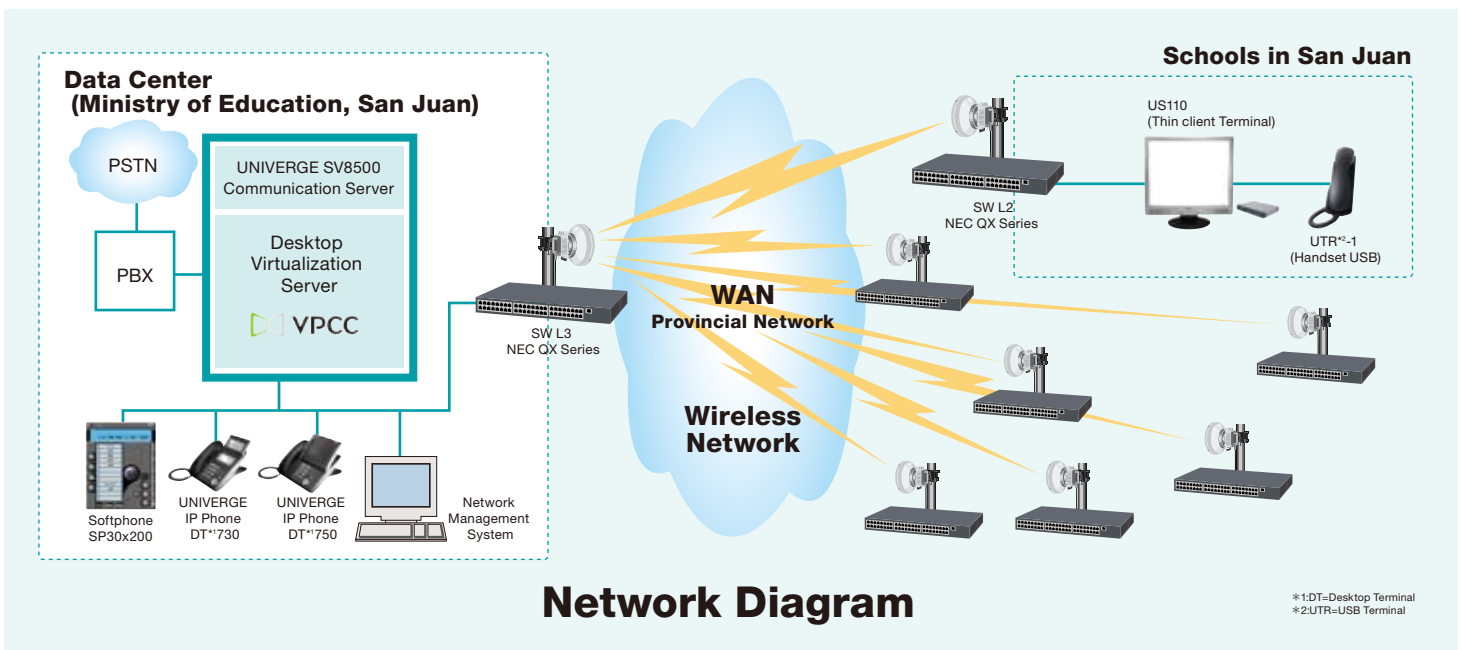 Data Center
(Ministry of Education, San Juan)
PSTN
PBX
UNIVERGE SV8500
Communication Server
Desktop
Virtualization
Server
VPCC
Softphone
SP30x200
UNIVERGE
IP Phone
DT*¹730
UNIVERGE
IP Phone
DT*¹750
Network
Management
System
SW L3
NEC QX Series
WAN
Provincial Network
Wireless
Network
SW L2
NEC QX Series
Schools in San Juan
US110
(Thin client Terminal)
UTR*²-1
(Handset USB)
Network Diagram
*1:DT=Desktop Terminal
*2:UTR=USB Terminal